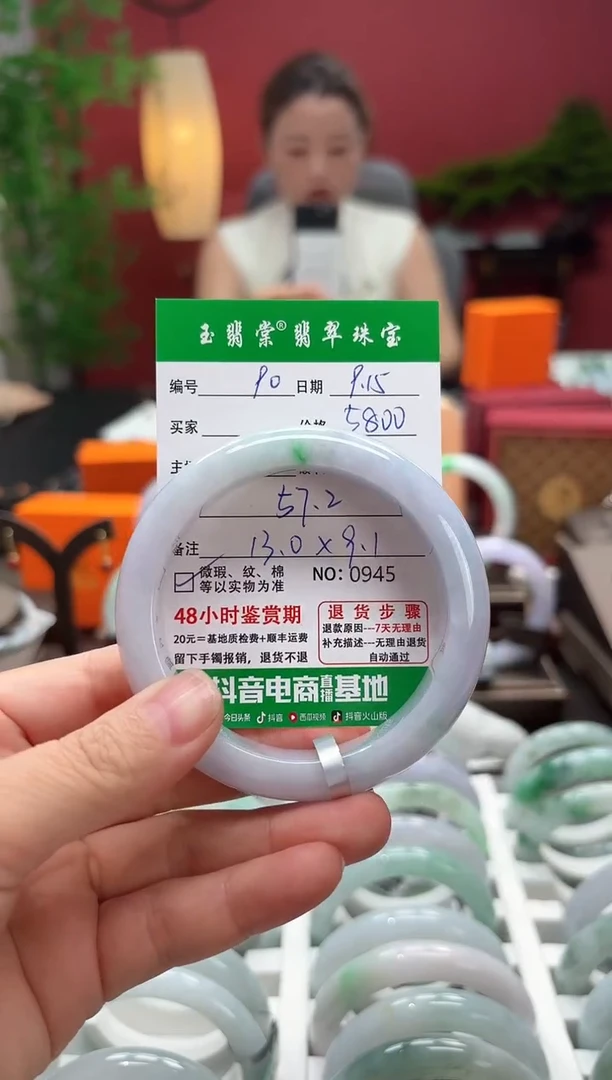 玉翡棠® 翡翠珠宝
编号 90 日期 9.15
买家 价格 5800
主
57.2
备注 13.0 × 9.1
微瑕、纹、棉
等以实物为准
NO: 0945
48小时鉴赏期
20元=基地质检费+顺丰运费
留下手镯报销，退货不退
退货步骤
退款原因---7天无理由
补充描述---无理由退货
自动通过
抖音电商直播基地
今日头条 抖音 西瓜视频 抖音火山版